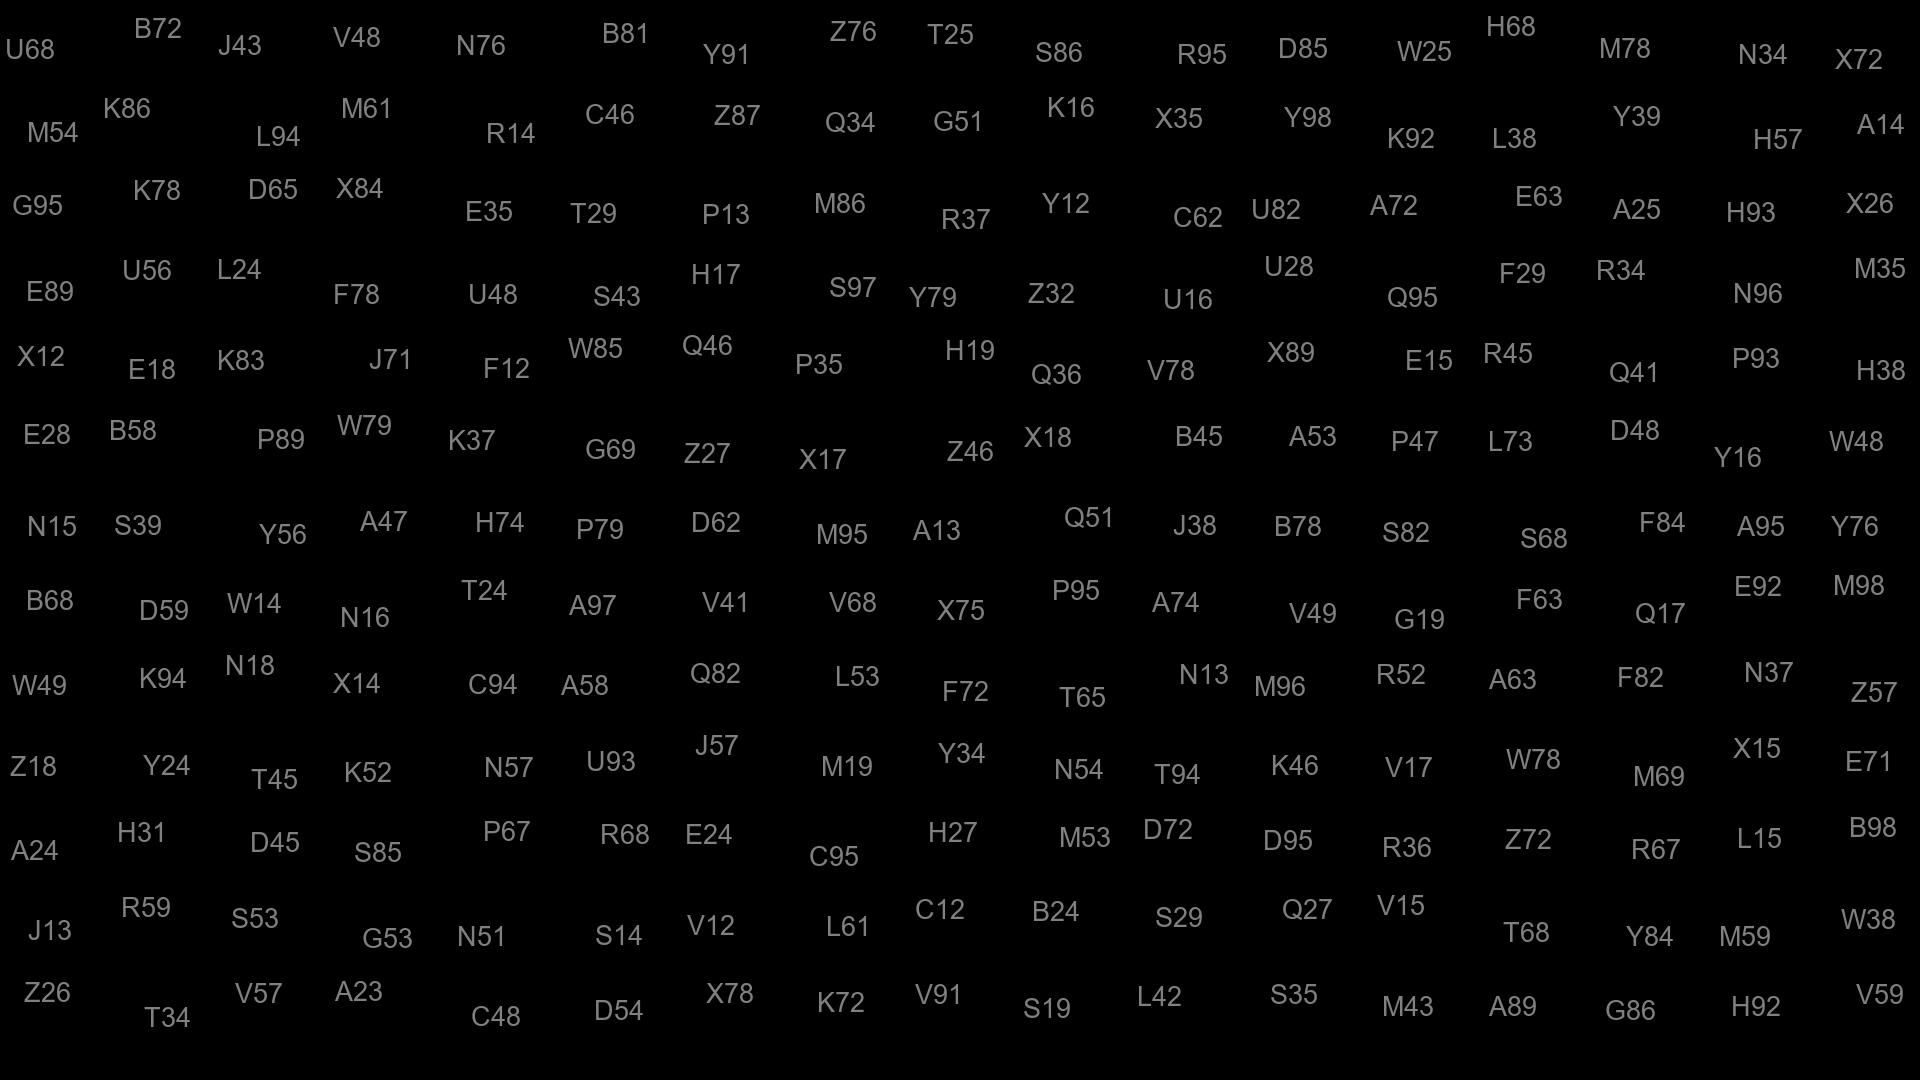 U68 B72 J43 V48 N76 B81 Y91 Z76 T25 S86 R95 D85 W25 H68 M78 N34 X72
M54 K86 L94 M61 R14 C46 Z87 Q34 G51 K16 X35 Y98 K92 L38 Y39 H57 A14
G95 K78 D65 X84 E35 T29 P13 M86 R37 Y12 C62 U82 A72 E63 A25 H93 X26
E89 U56 L24 F78 U48 S43 H17 S97 Y79 Z32 U16 U28 Q95 F29 R34 N96 M35
X12 E18 K83 J71 F12 W85 Q46 P35 H19 Q36 V78 X89 E15 R45 Q41 P93 H38
E28 B58 P89 W79 K37 G69 Z27 X17 Z46 X18 B45 A53 P47 L73 D48 Y16 W48
N15 S39 Y56 A47 H74 P79 D62 M95 A13 Q51 J38 B78 S82 S68 F84 A95 Y76
B68 D59 W14 N16 T24 A97 V41 V68 X75 P95 A74 V49 G19 F63 Q17 E92 M98
W49 K94 N18 X14 C94 A58 Q82 L53 F72 T65 N13 M96 R52 A63 F82 N37 Z57
Z18 Y24 T45 K52 N57 U93 J57 M19 Y34 N54 T94 K46 V17 W78 M69 X15 E71
A24 H31 D45 S85 P67 R68 E24 C95 H27 M53 D72 D95 R36 Z72 R67 L15 B98
J13 R59 S53 G53 N51 S14 V12 L61 C12 B24 S29 Q27 V15 T68 Y84 M59 W38
Z26 T34 V57 A23 C48 D54 X78 K72 V91 S19 L42 S35 M43 A89 G86 H92 V59